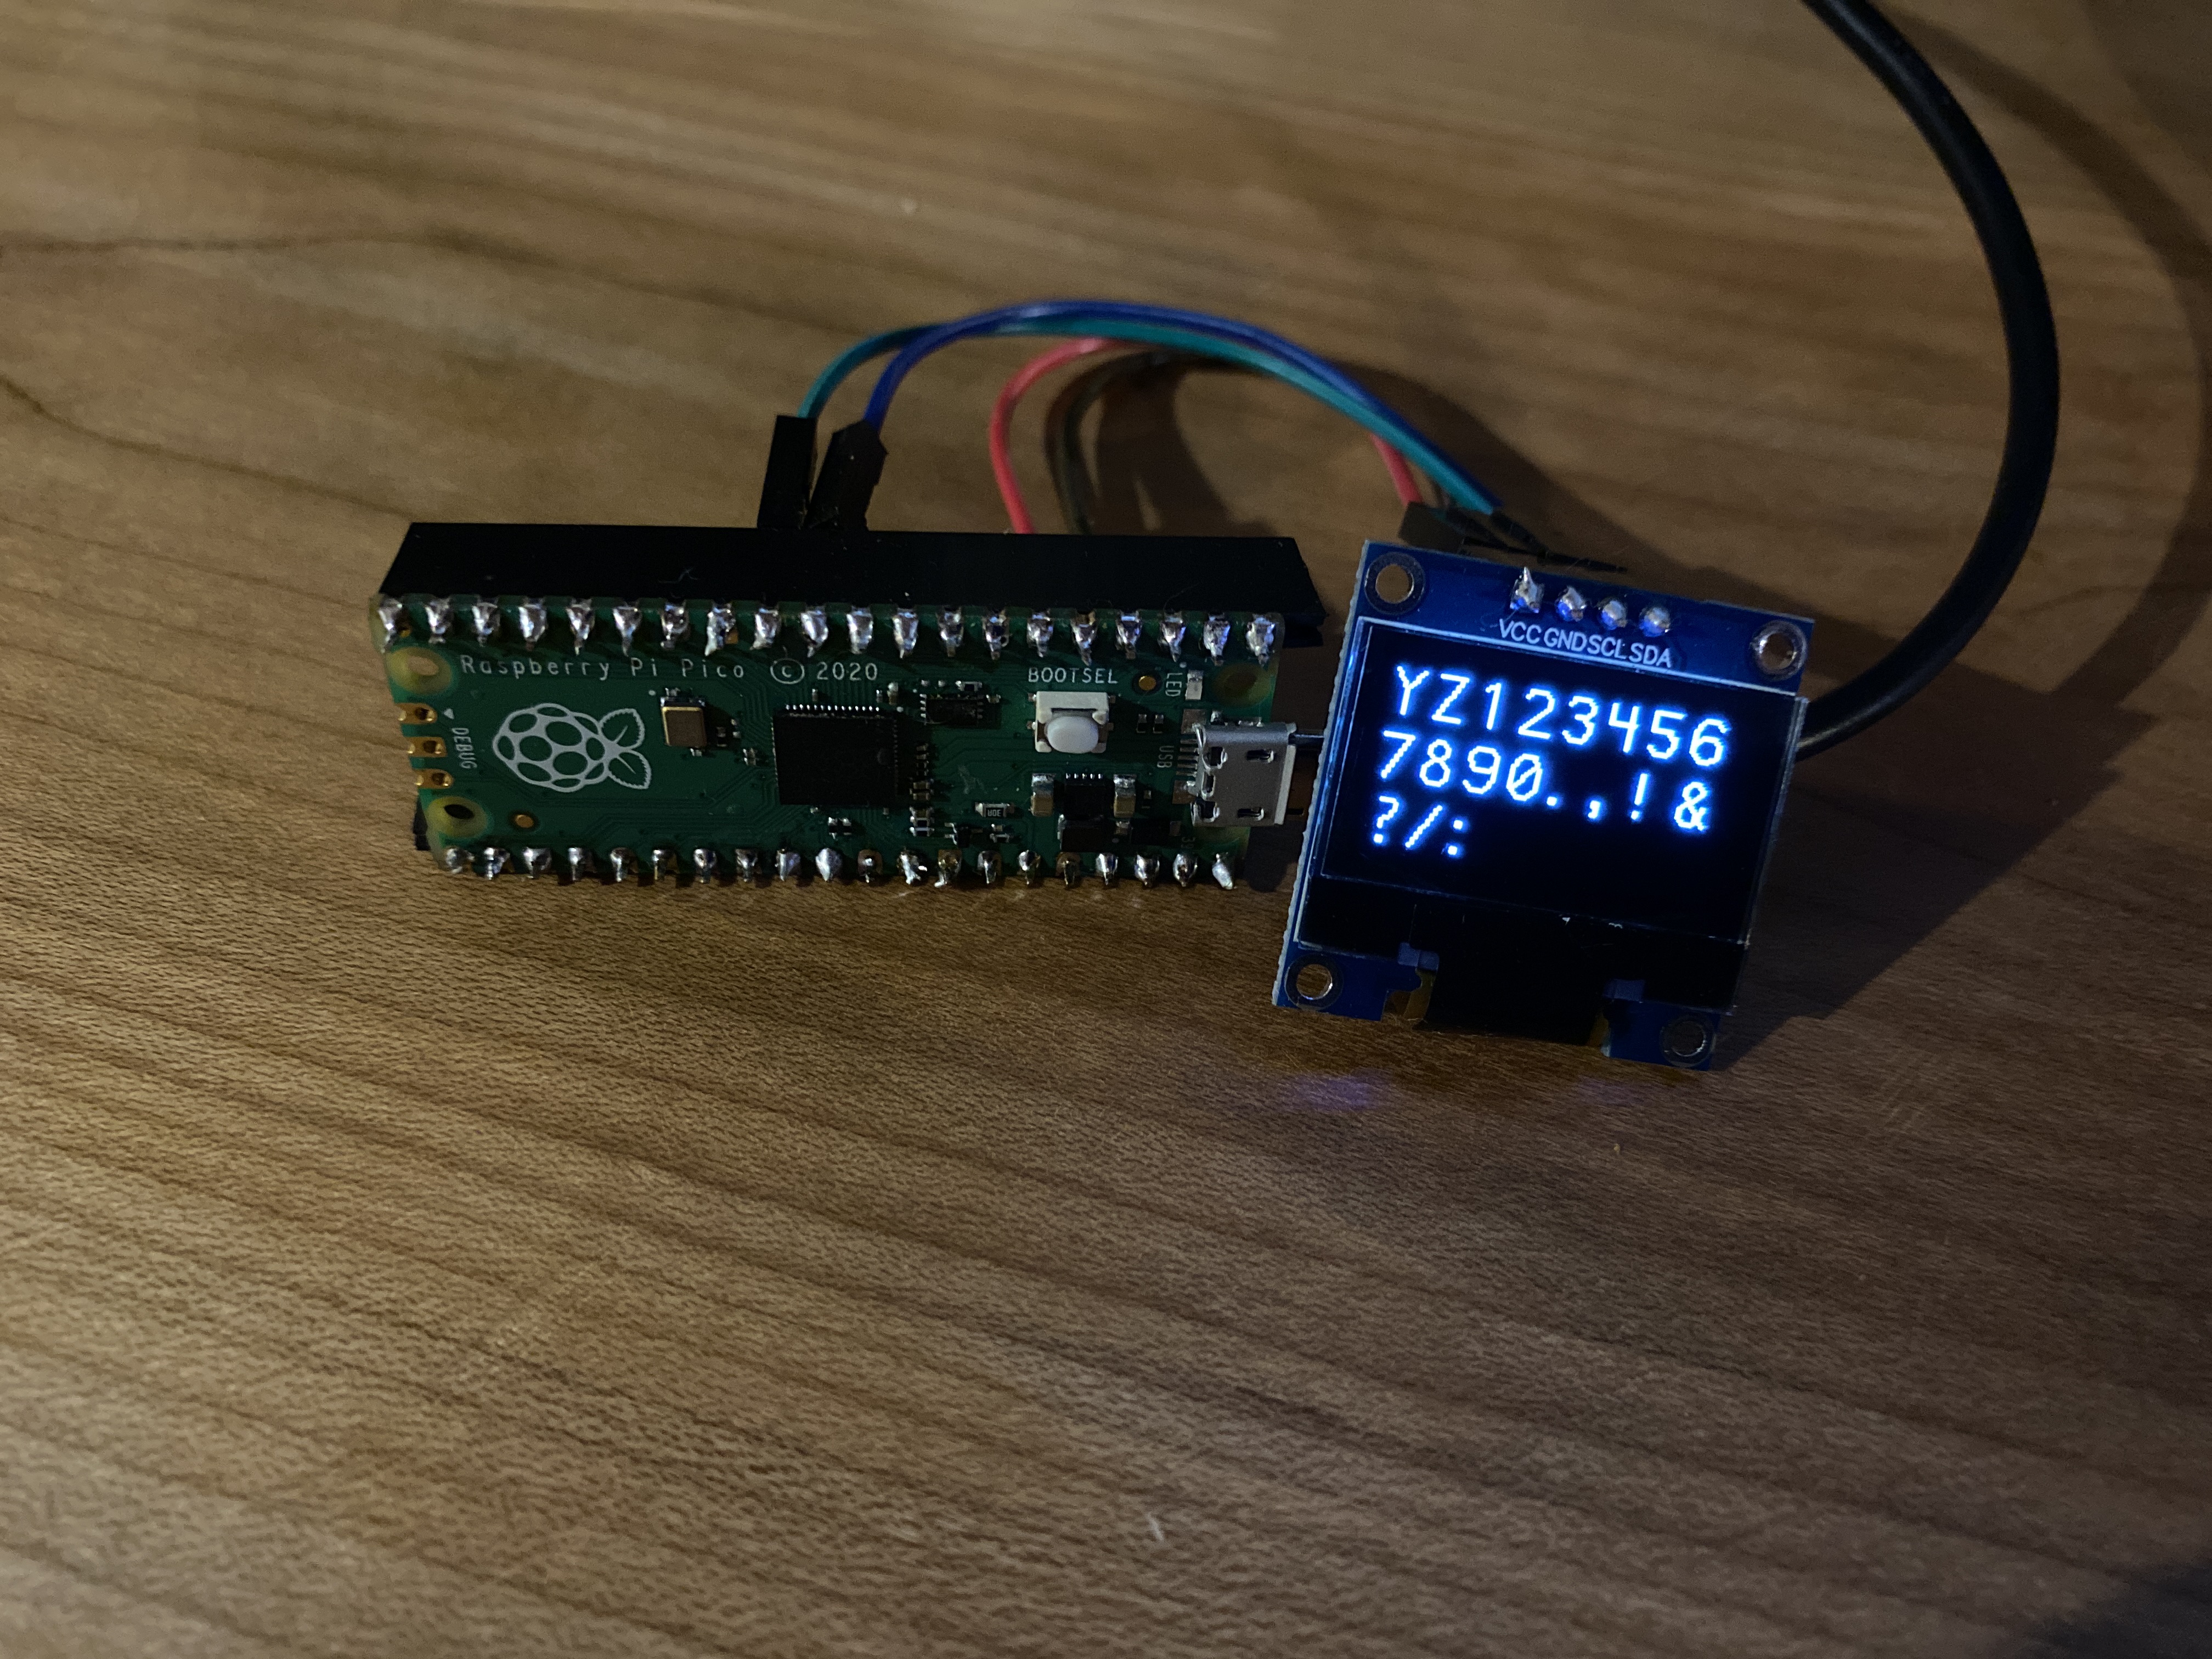 DEBUG
Raspberry Pi Pico © 2020
BOOTSEL
USB
LED
VCC GND SCL SDA
YZ123456
7890.,!&
?/: